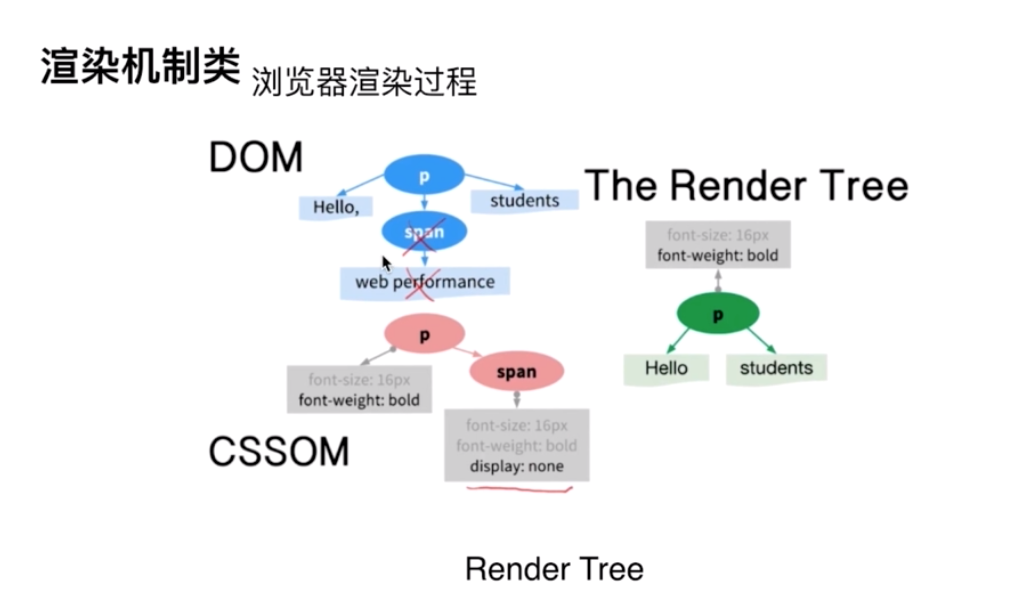 渲染机制类 浏览器渲染过程
DOM
p
Hello,
students
span
web performance
The Render Tree
font-size: 16px
font-weight: bold
p
Hello
students
p
font-size: 16px
font-weight: bold
span
font-size: 16px
font-weight: bold
display: none
CSSOM
Render Tree